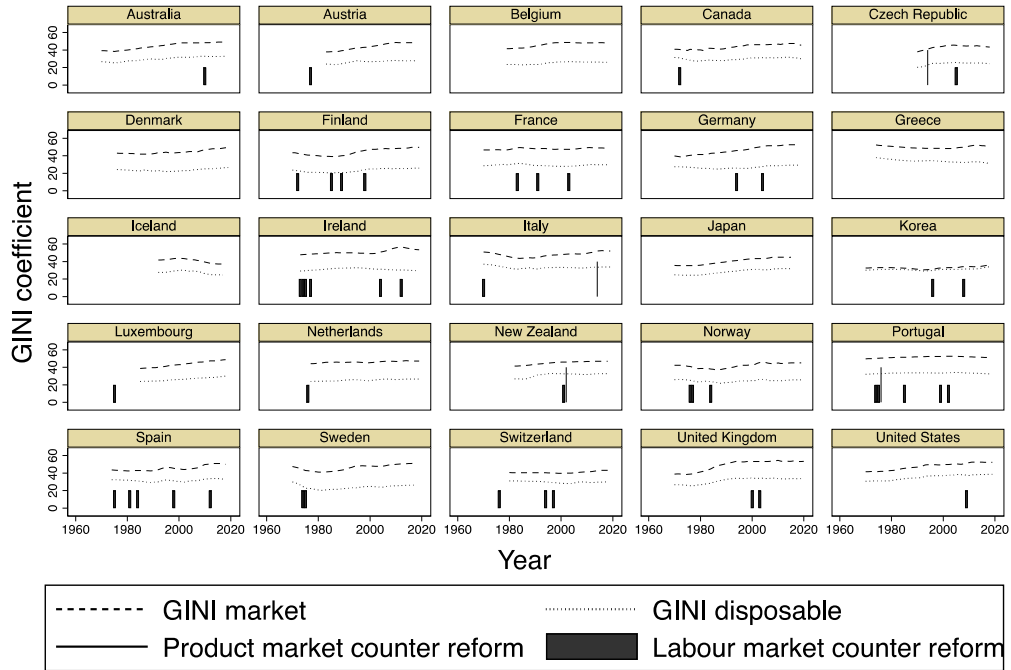 Australia Austria Belgium Canada Czech Republic
0 20 40 60
Denmark Finland France Germany Greece
0 20 40 60
Iceland Ireland Italy Japan Korea
0 20 40 60
Luxembourg Netherlands New Zealand Norway Portugal
0 20 40 60
Spain Sweden Switzerland United Kingdom United States
0 20 40 60
1960 1980 2000 2020 1960 1980 2000 2020 1960 1980 2000 2020 1960 1980 2000 2020 1960 1980 2000 2020
GINI coefficient
Year
GINI market GINI disposable
Product market counter reform Labour market counter reform